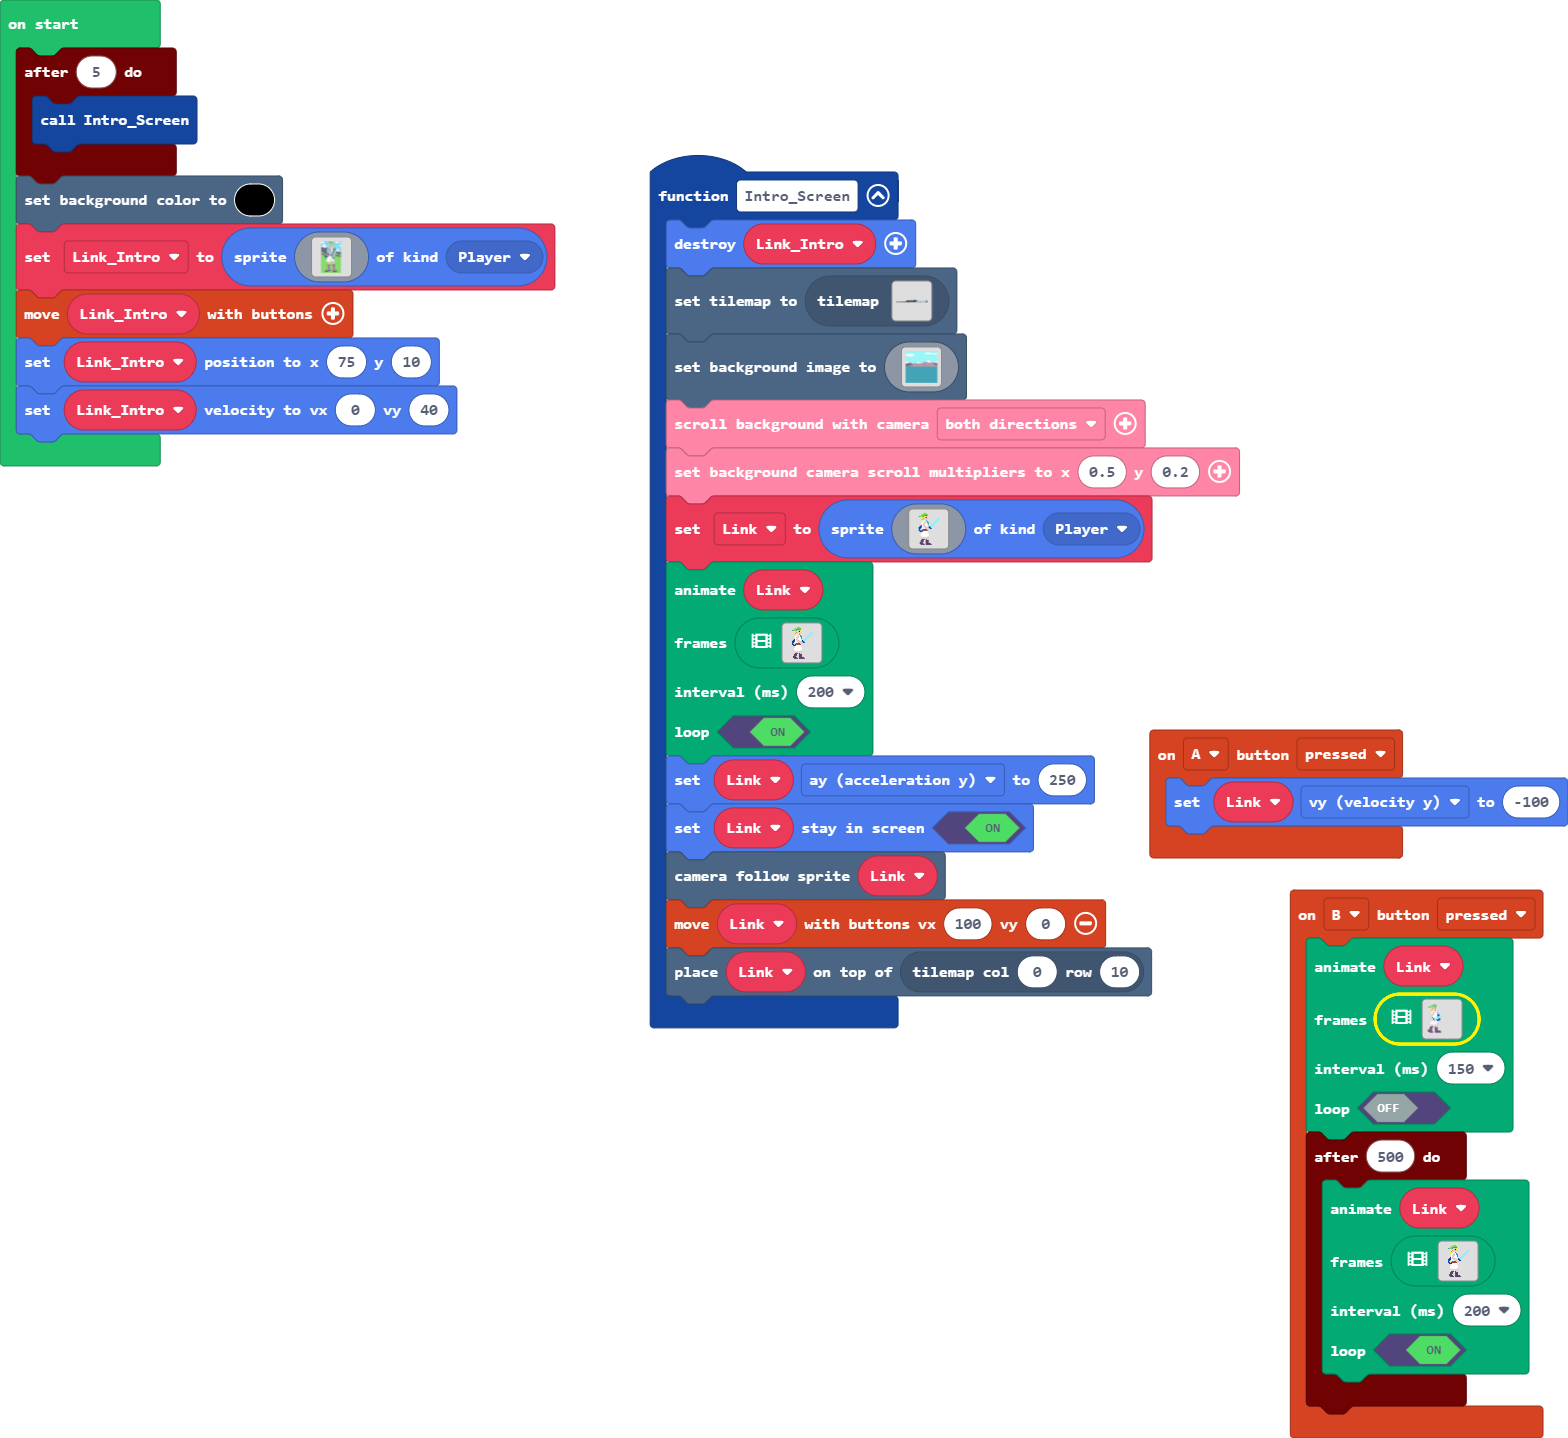 on start
after 5 do
call Intro_Screen
set background color to
set Link_Intro to sprite of kind Player
move Link_Intro with buttons
set Link_Intro position to x 75 y 10
set Link_Intro velocity to vx 0 vy 40
function Intro_Screen
destroy Link_Intro
set tilemap to tilemap
set background image to
scroll background with camera both directions
set background camera scroll multipliers to x 0.5 y 0.2
set Link to sprite of kind Player
animate Link
frames
interval (ms) 200
loop ON
set Link ay (acceleration y) to 250
set Link stay in screen ON
camera follow sprite Link
move Link with buttons vx 100 vy 0
place Link on top of tilemap col 0 row 10
on A button pressed
set Link vy (velocity y) to -100
on B button pressed
animate Link
frames
interval (ms) 150
loop OFF
after 500 do
animate Link
frames
interval (ms) 200
loop ON